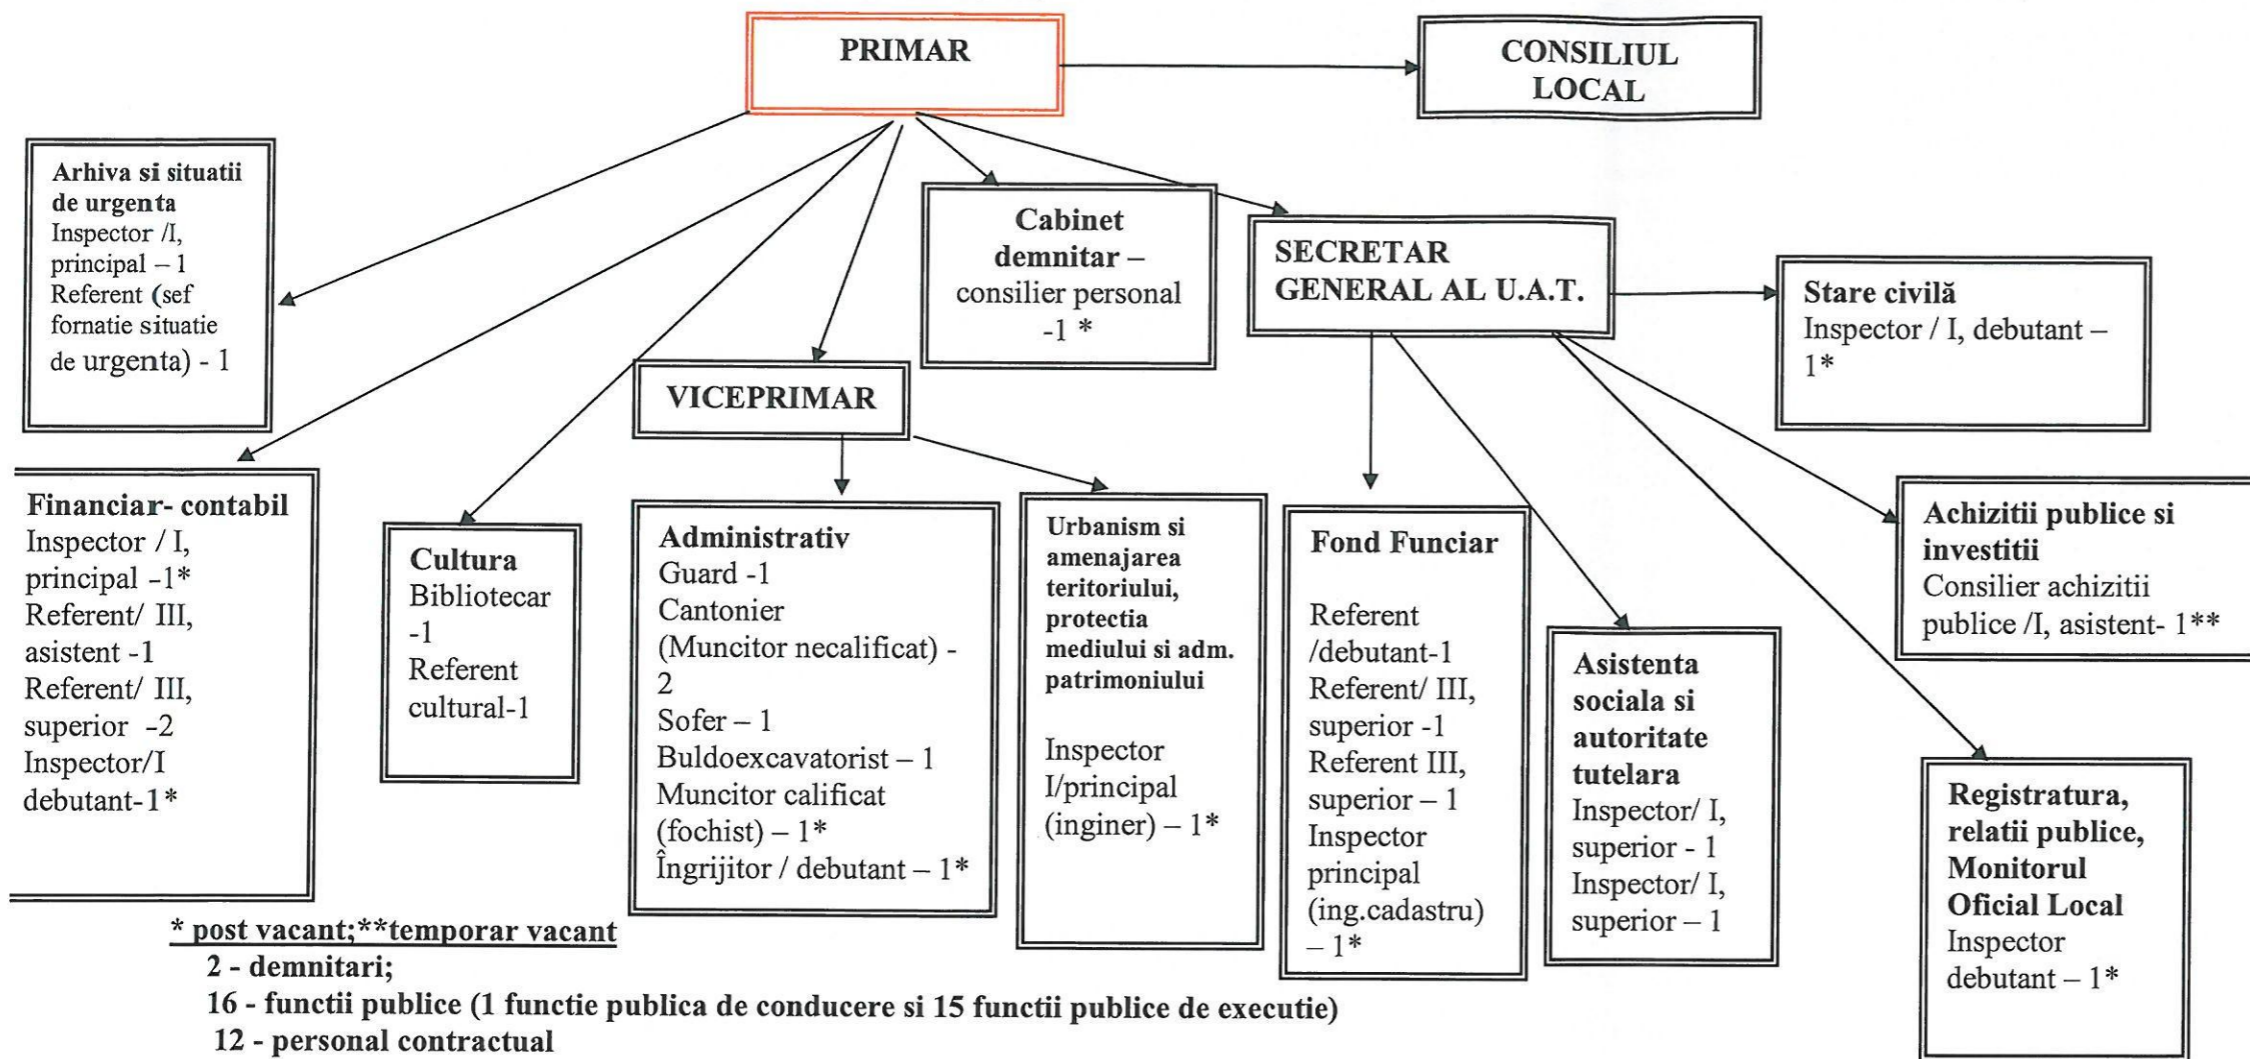 PRIMAR
CONSILIUL
LOCAL
Arhiva si situatii
de urgenta
Inspector /I,
principal – 1
Referent (sef
fornatie situatie
de urgenta) - 1
Cabinet
demnitar –
consilier personal
-1 *
SECRETAR
GENERAL AL U.A.T.
Stare civilă
Inspector / I, debutant –
1*
VICEPRIMAR
Financiar- contabil
Inspector / I,
principal -1*
Referent/ III,
asistent -1
Referent/ III,
superior -2
Inspector/I
debutant-1*
Cultura
Bibliotecar
-1
Referent
cultural-1
Administrativ
Guard -1
Cantonier
(Muncitor necalificat) -
2
Sofer – 1
Buldoexcavatorist – 1
Muncitor calificat
(fochist) – 1*
Îngrijitor / debutant – 1*
Urbanism si
amenajarea
teritoriului,
protectia
mediului si adm.
patrimoniului
Inspector
I/principal
(inginer) – 1*
Fond Funciar
Referent
/debutant-1
Referent/ III,
superior -1
Referent III,
superior – 1
Inspector
principal
(ing.cadastru)
– 1*
Asistenta
sociala si
autoritate
tutelara
Inspector/ I,
superior - 1
Inspector/ I,
superior – 1
Achizitii publice si
investitii
Consilier achizitii
publice /I, asistent- 1**
Registratura,
relatii publice,
Monitorul
Oficial Local
Inspector
debutant – 1*
* post vacant;**temporar vacant
2 - demnitari;
16 - functii publice (1 functie publica de conducere si 15 functii publice de executie)
12 - personal contractual